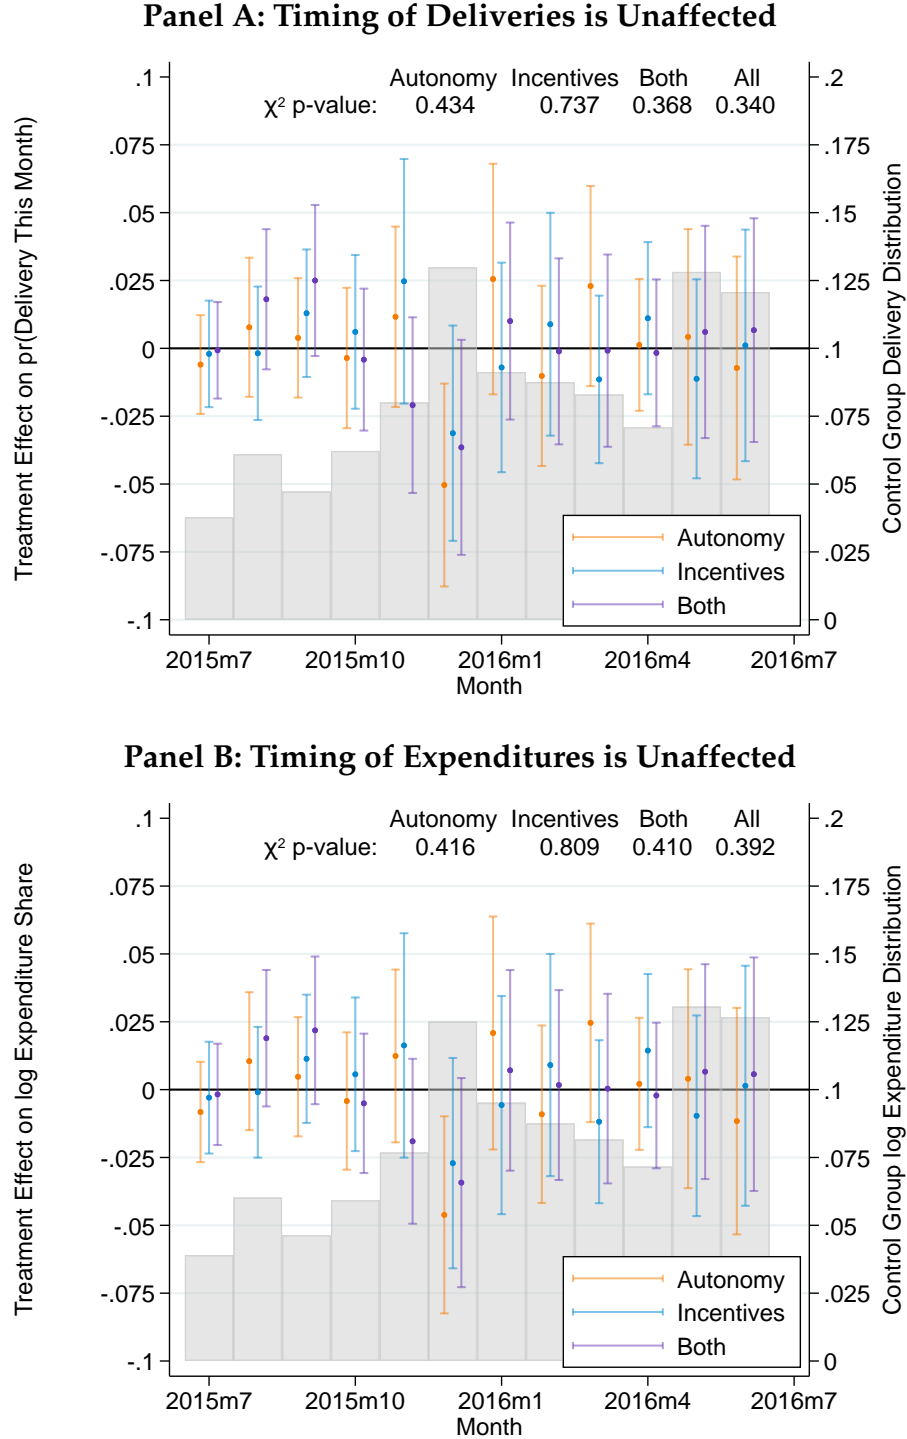 Panel A: Timing of Deliveries is Unaffected
Autonomy Incentives Both All
χ² p-value: 0.434 0.737 0.368 0.340
Treatment Effect on pr(Delivery This Month)
.1
.075
.05
.025
0
-.025
-.05
-.075
-.1
.2
.175
.15
.125
.1
.075
.05
.025
0
Control Group Delivery Distribution
Autonomy
Incentives
Both
2015m7 2015m10 2016m1 2016m4 2016m7
Month
Panel B: Timing of Expenditures is Unaffected
Autonomy Incentives Both All
χ² p-value: 0.416 0.809 0.410 0.392
Treatment Effect on log Expenditure Share
.1
.075
.05
.025
0
-.025
-.05
-.075
-.1
.2
.175
.15
.125
.1
.075
.05
.025
0
Control Group log Expenditure Distribution
Autonomy
Incentives
Both
2015m7 2015m10 2016m1 2016m4 2016m7
Month